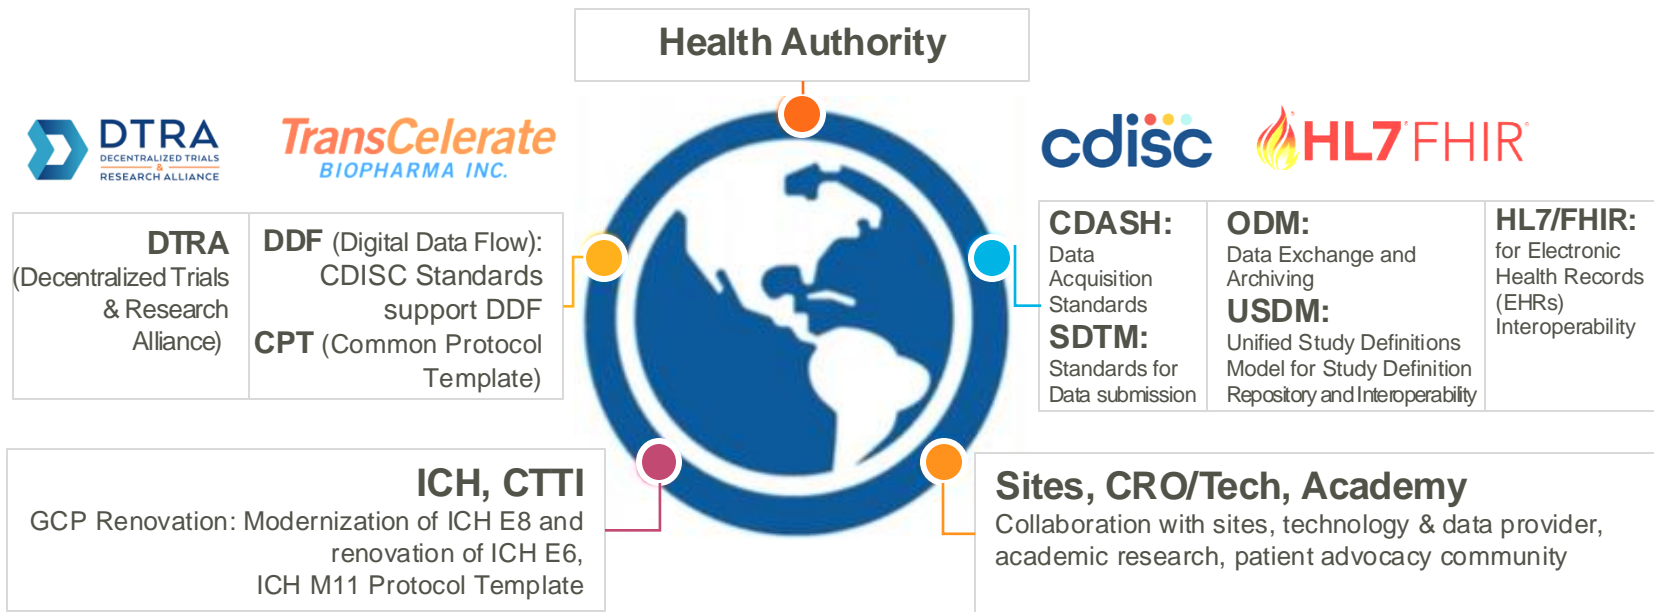 Health Authority
DTRA
DECENTRALIZED TRIALS
&
RESEARCH ALLIANCE
TransCelerate
BIOPHARMA INC.
cdisc
HL7® FHIR®
DTRA
(Decentralized Trials
& Research
Alliance)
DDF (Digital Data Flow):
CDISC Standards
support DDF
CPT (Common Protocol
Template)
CDASH:
Data
Acquisition
Standards
SDTM:
Standards for
Data submission
ODM:
Data Exchange and
Archiving
USDM:
Unified Study Definitions
Model for Study Definition
Repository and Interoperability
HL7/FHIR:
for Electronic
Health Records
(EHRs)
Interoperability
ICH, CTTI
GCP Renovation: Modernization of ICH E8 and
renovation of ICH E6,
ICH M11 Protocol Template
Sites, CRO/Tech, Academy
Collaboration with sites, technology & data provider,
academic research, patient advocacy community